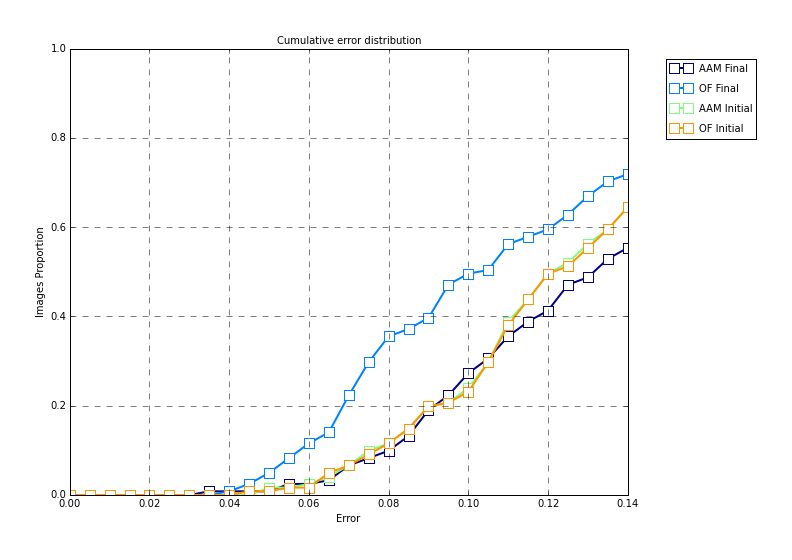 Cumulative error distribution
1.0
0.8
0.6
0.4
0.2
0.0
Images Proportion
0.00 0.02 0.04 0.06 0.08 0.10 0.12 0.14
Error
AAM Final
OF Final
AAM Initial
OF Initial